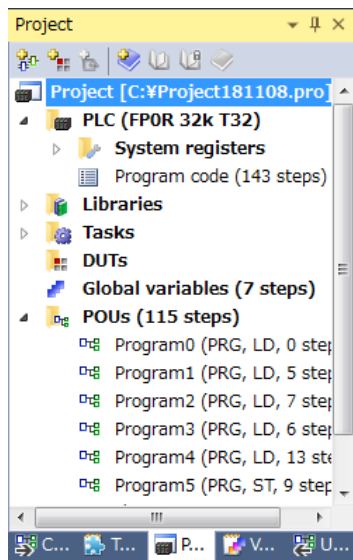 Project
Project [C:¥Project181108.pro]
PLC (FP0R 32k T32)
System registers
Program code (143 steps)
Libraries
Tasks
DUTs
Global variables (7 steps)
POUs (115 steps)
Program0 (PRG, LD, 0 step
Program1 (PRG, LD, 5 step
Program2 (PRG, LD, 7 step
Program3 (PRG, LD, 6 step
Program4 (PRG, LD, 13 ste
Program5 (PRG, ST, 9 step
C... T... P... V... U...